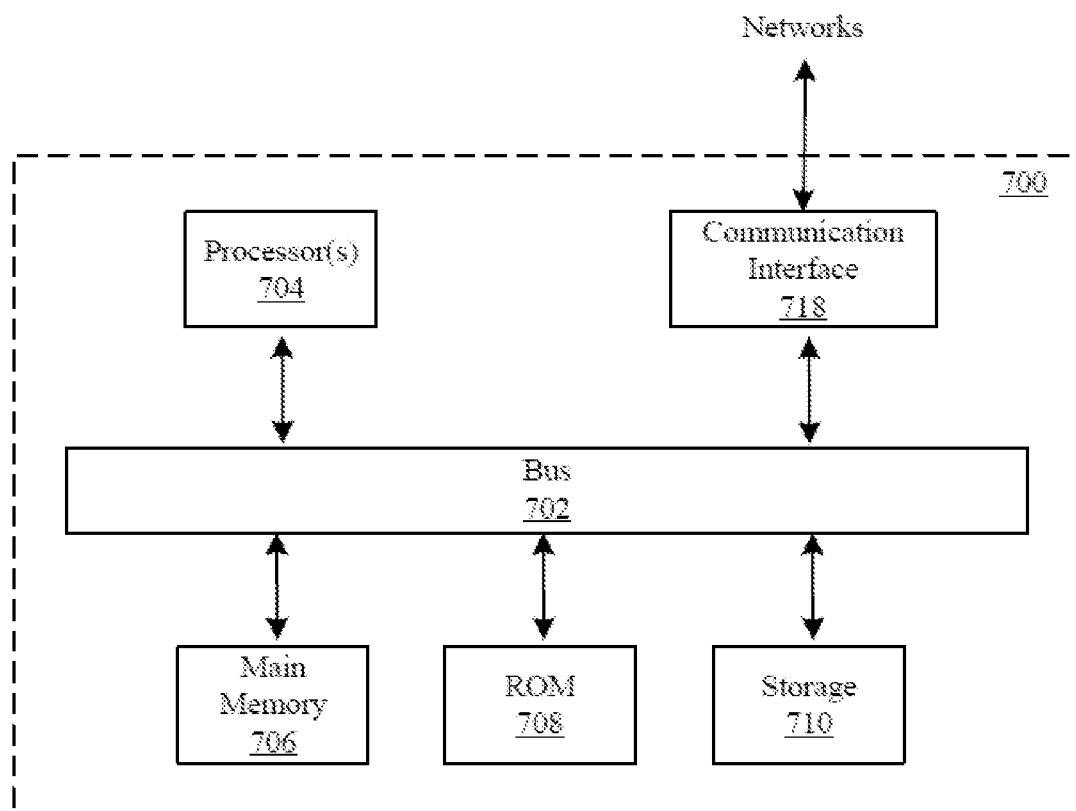 Networks
700
Processor(s)
704
Communication
Interface
718
Bus
702
Main
Memory
706
ROM
708
Storage
710